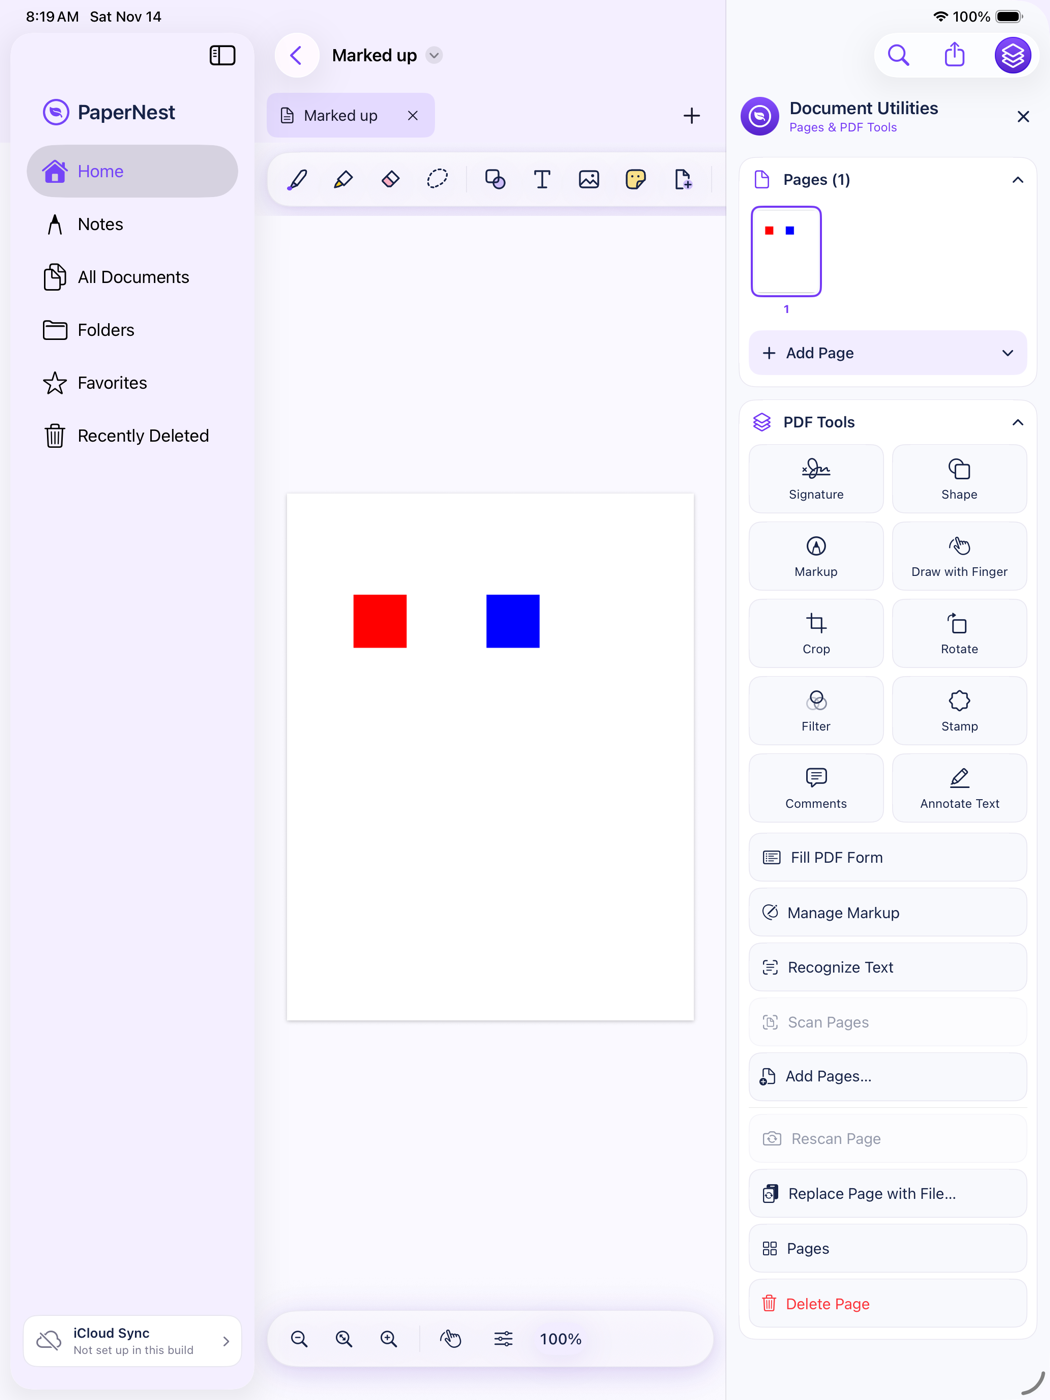 8:19 AM Sat Nov 14
100%
PaperNest
Home
Notes
All Documents
Folders
Favorites
Recently Deleted
iCloud Sync
Not set up in this build
Marked up
Marked up
100%
Document Utilities
Pages & PDF Tools
Pages (1)
1
Add Page
PDF Tools
Signature
Shape
Markup
Draw with Finger
Crop
Rotate
Filter
Stamp
Comments
Annotate Text
Fill PDF Form
Manage Markup
Recognize Text
Scan Pages
Add Pages...
Rescan Page
Replace Page with File...
Pages
Delete Page